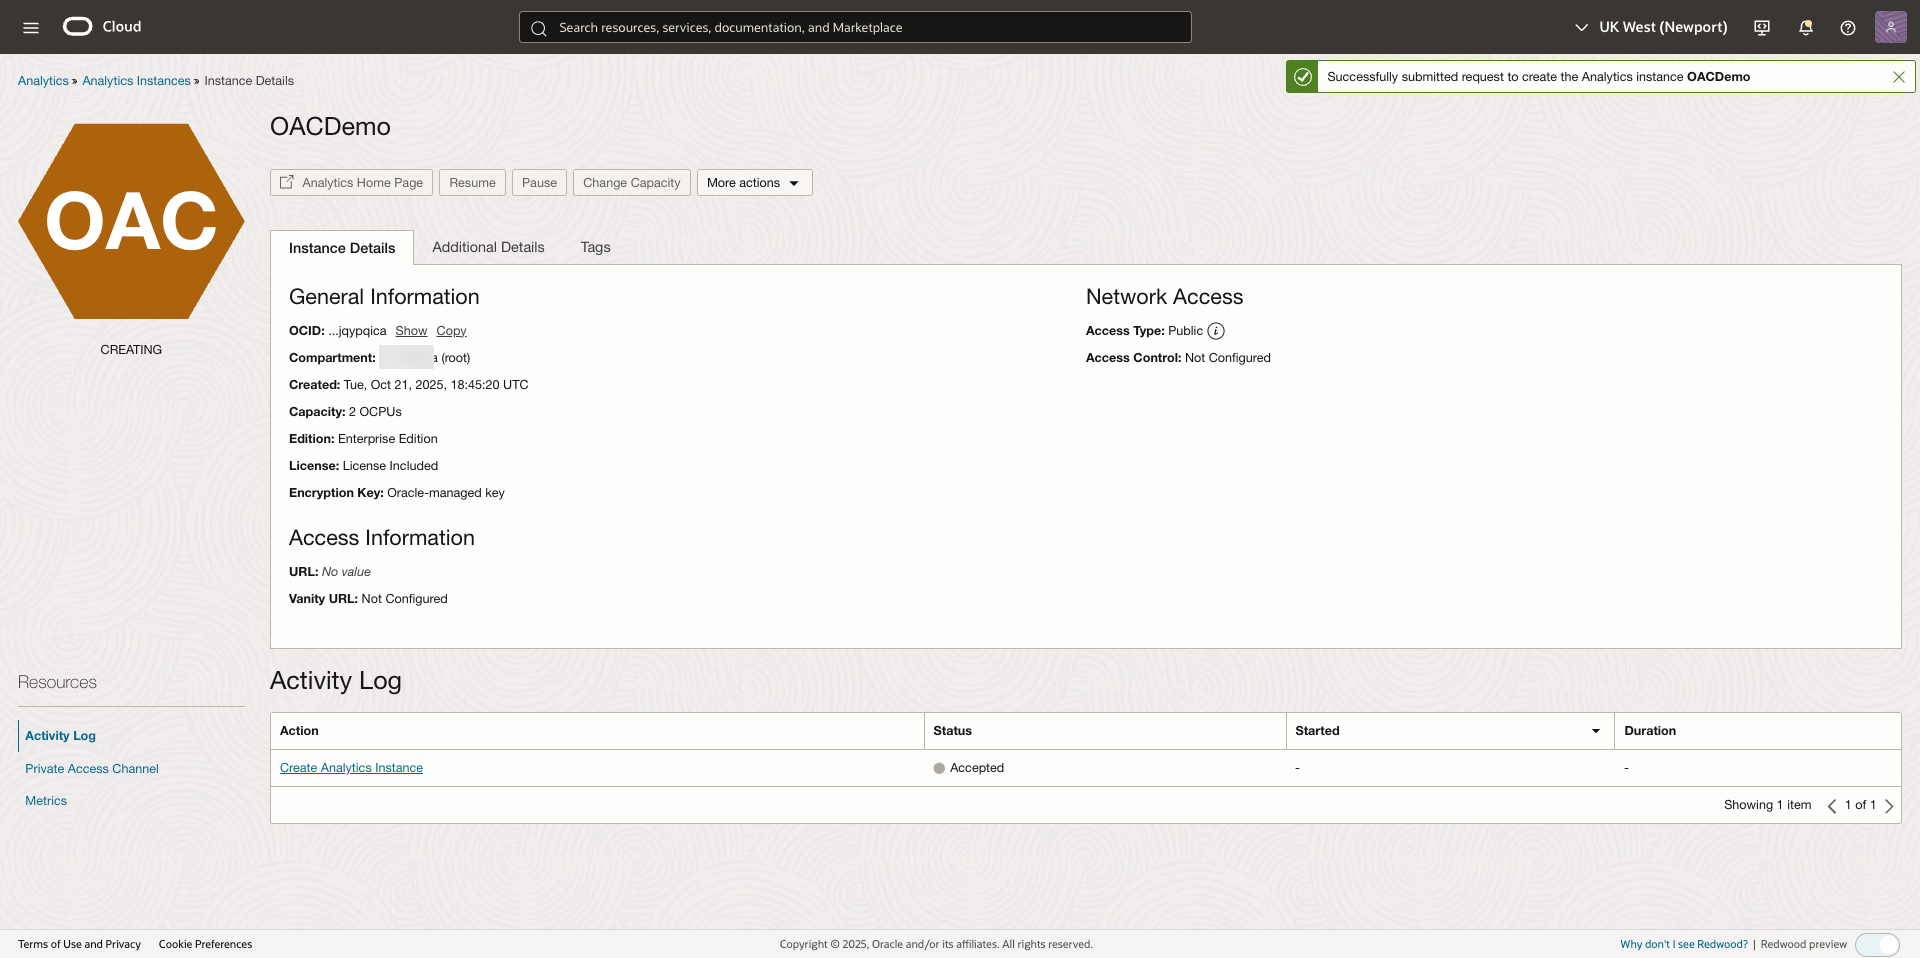 Cloud
Search resources, services, documentation, and Marketplace
UK West (Newport)
Analytics » Analytics Instances » Instance Details
Successfully submitted request to create the Analytics instance OACDemo
OAC
CREATING
OACDemo
Analytics Home Page Resume Pause Change Capacity More actions
Instance Details Additional Details Tags
General Information
OCID: ...jqypqica Show Copy
Compartment: a (root)
Created: Tue, Oct 21, 2025, 18:45:20 UTC
Capacity: 2 OCPUs
Edition: Enterprise Edition
License: License Included
Encryption Key: Oracle-managed key
Access Information
URL: No value
Vanity URL: Not Configured
Network Access
Access Type: Public
Access Control: Not Configured
Resources
Activity Log
Private Access Channel
Metrics
Activity Log
Action Status Started Duration
Create Analytics Instance Accepted - -
Showing 1 item 1 of 1
Terms of Use and Privacy Cookie Preferences
Copyright © 2025, Oracle and/or its affiliates. All rights reserved.
Why don't I see Redwood? | Redwood preview